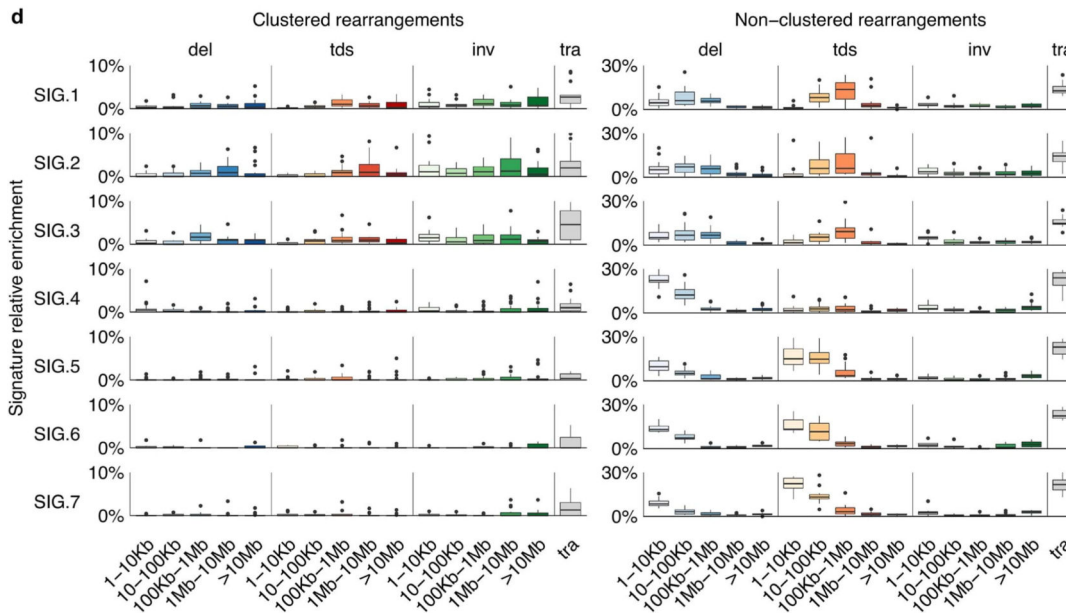 d
Clustered rearrangements Non−clustered rearrangements
del tds inv tra del tds inv tra
Signature relative enrichment
SIG.1 10% 0% 30% 0%
SIG.2 10% 0% 30% 0%
SIG.3 10% 0% 30% 0%
SIG.4 10% 0% 30% 0%
SIG.5 10% 0% 30% 0%
SIG.6 10% 0% 30% 0%
SIG.7 10% 0% 30% 0%
1−10Kb 10−100Kb 100Kb−1Mb 1Mb−10Mb >10Mb 1−10Kb 10−100Kb 100Kb−1Mb 1Mb−10Mb >10Mb 1−10Kb 10−100Kb 100Kb−1Mb 1Mb−10Mb >10Mb tra 1−10Kb 10−100Kb 100Kb−1Mb 1Mb−10Mb >10Mb 1−10Kb 10−100Kb 100Kb−1Mb 1Mb−10Mb >10Mb 1−10Kb 10−100Kb 100Kb−1Mb 1Mb−10Mb >10Mb tra